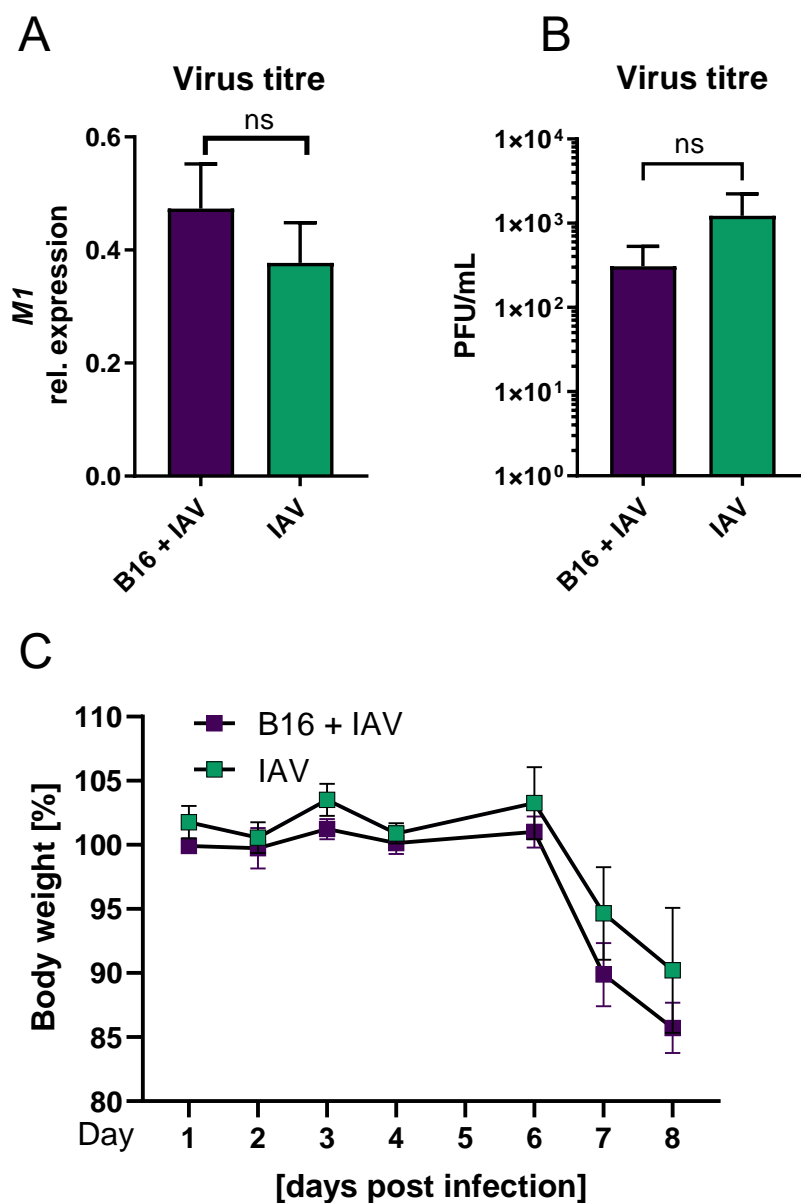 A
Virus titre
ns
0.6
0.4
0.2
0.0
M1
rel. expression
B16 + IAV
IAV
B
Virus titre
ns
1×10⁴
1×10³
1×10²
1×10¹
1×10⁰
PFU/mL
B16 + IAV
IAV
C
B16 + IAV
IAV
110
105
100
95
90
85
80
Body weight [%]
Day 1 2 3 4 5 6 7 8
[days post infection]